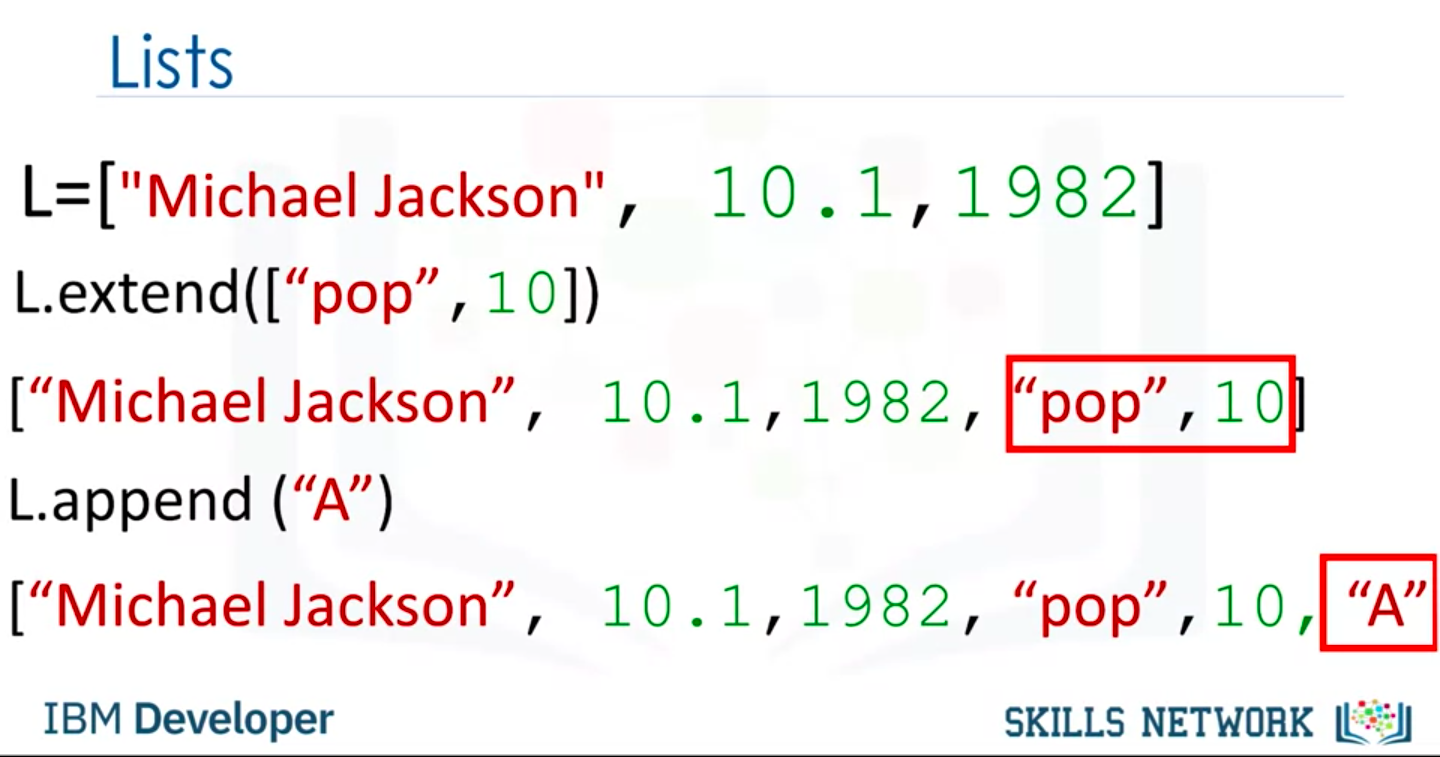 Lists
L=["Michael Jackson", 10.1,1982]
L.extend([“pop”,10])
[“Michael Jackson”, 10.1,1982, “pop”,10]
L.append (“A”)
[“Michael Jackson”, 10.1,1982, “pop”,10, “A”
IBM Developer
SKILLS NETWORK